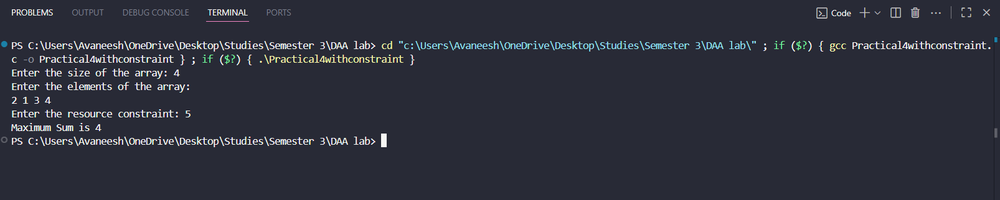 PROBLEMS OUTPUT DEBUG CONSOLE TERMINAL PORTS Code
PS C:\Users\Avaneesh\OneDrive\Desktop\Studies\Semester 3\DAA lab> cd "c:\Users\Avaneesh\OneDrive\Desktop\Studies\Semester 3\DAA lab\" ; if ($?) { gcc Practical4withconstraint.
c -o Practical4withconstraint } ; if ($?) { .\Practical4withconstraint }
Enter the size of the array: 4
Enter the elements of the array:
2 1 3 4
Enter the resource constraint: 5
Maximum Sum is 4
PS C:\Users\Avaneesh\OneDrive\Desktop\Studies\Semester 3\DAA lab>